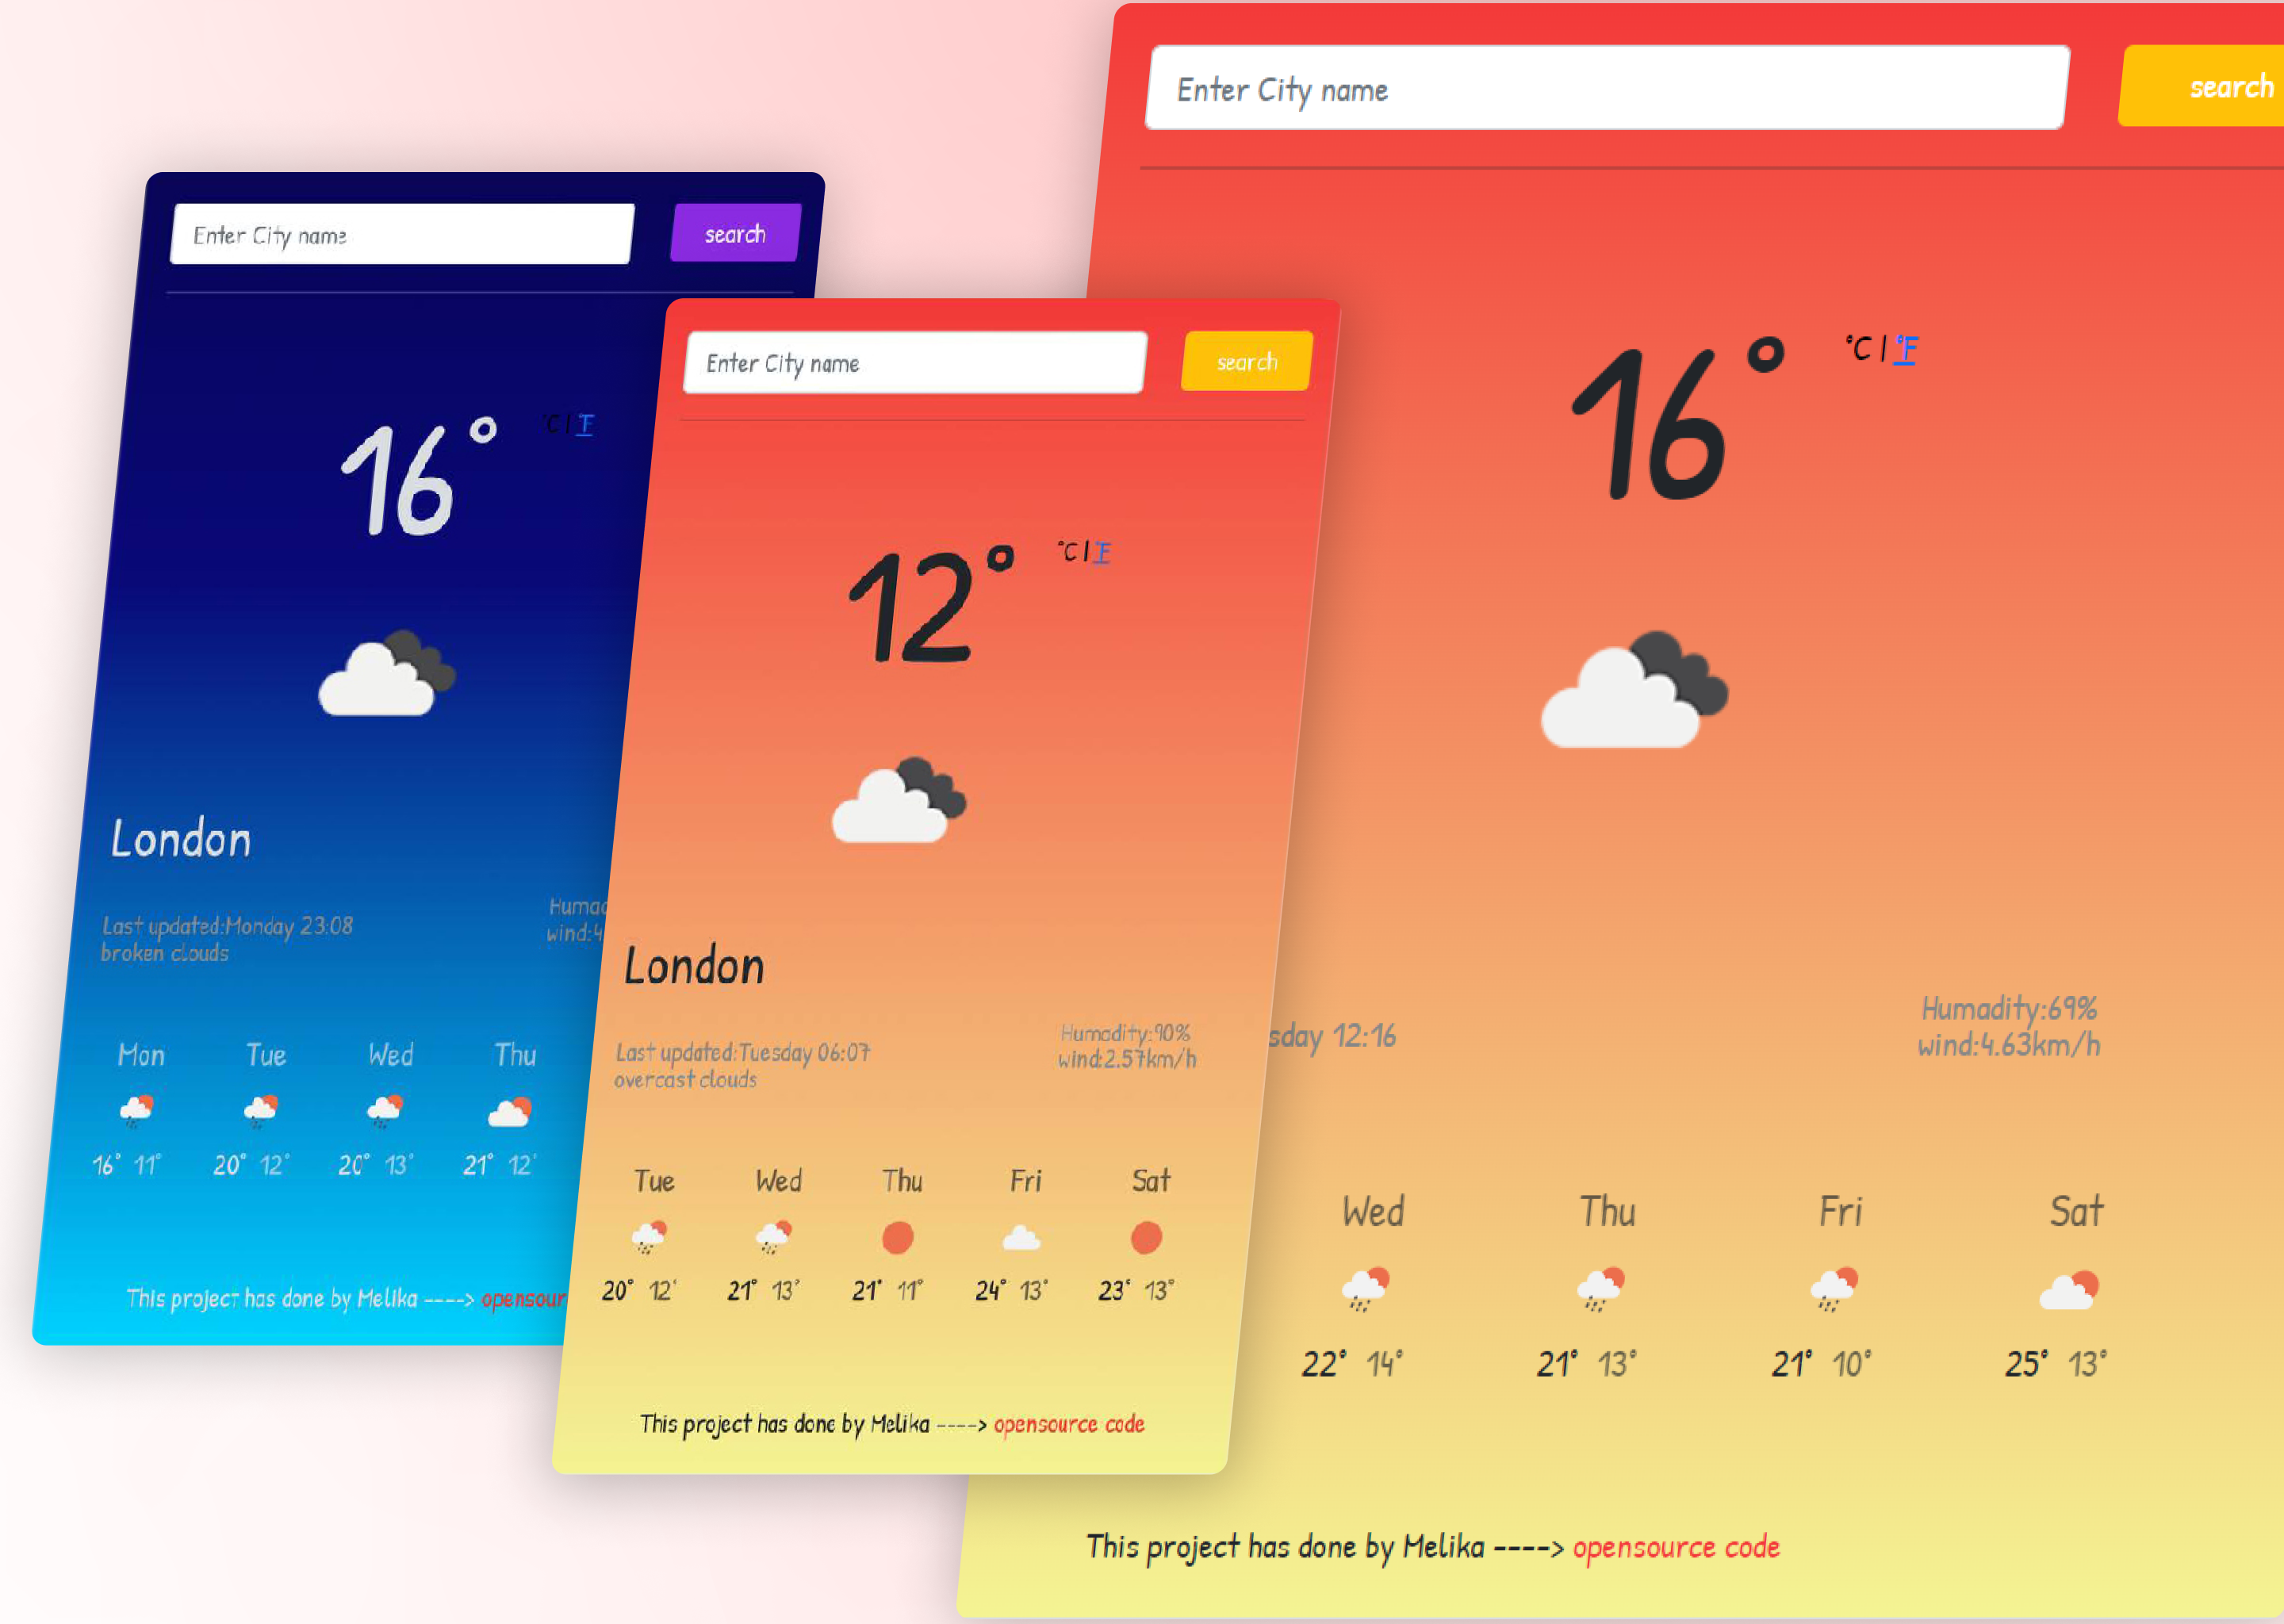 Enter City name
search
16°
°C | °F
London
Last updated:Monday 23:08
broken clouds
wind:4
Mon Tue Wed Thu
16° 11° 20° 12° 20° 13° 21° 12°
This project has done by Melika ---->
Enter City name
search
12°
°C | °F
London
Last updated:Tuesday 06:07
overcast clouds
Humadity:90%
wind:2.57km/h
Tue Wed Thu Fri Sat
20° 12° 21° 13° 21° 11° 24° 13° 23° 13°
This project has done by Melika ----> opensource code
Enter City name
search
16°
°C | °F
sday 12:16
Humadity:69%
wind:4.63km/h
Wed Thu Fri Sat
22° 14° 21° 13° 21° 10° 25° 13°
This project has done by Melika ----> opensource code